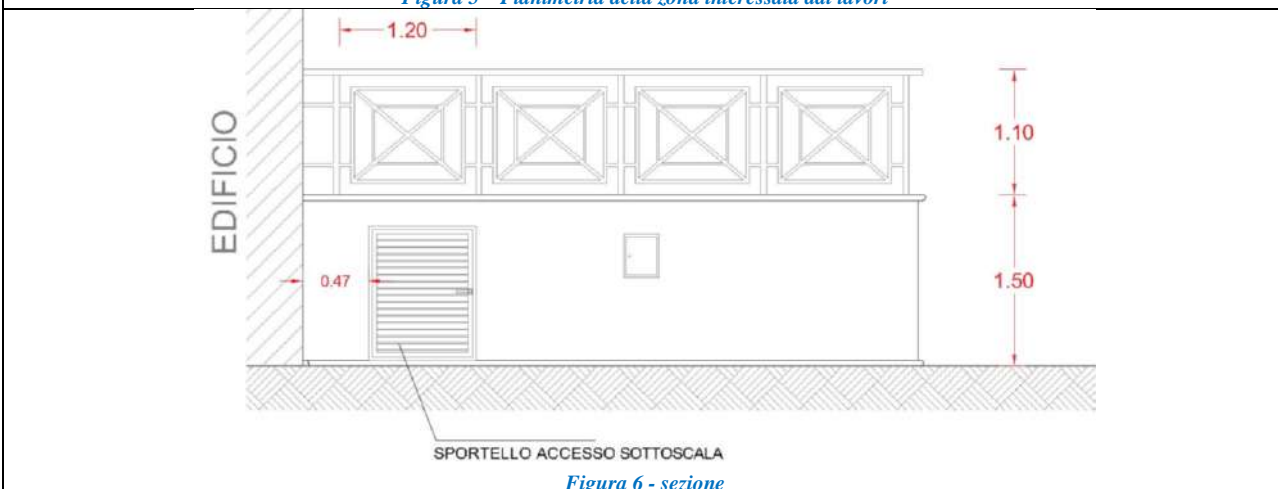 Figura 5 – Planimetria della zona interessata dai lavori
1.20
EDIFICIO
1.10
0.47
1.50
SPORTELLO ACCESSO SOTTOSCALA
Figura 6 - sezione